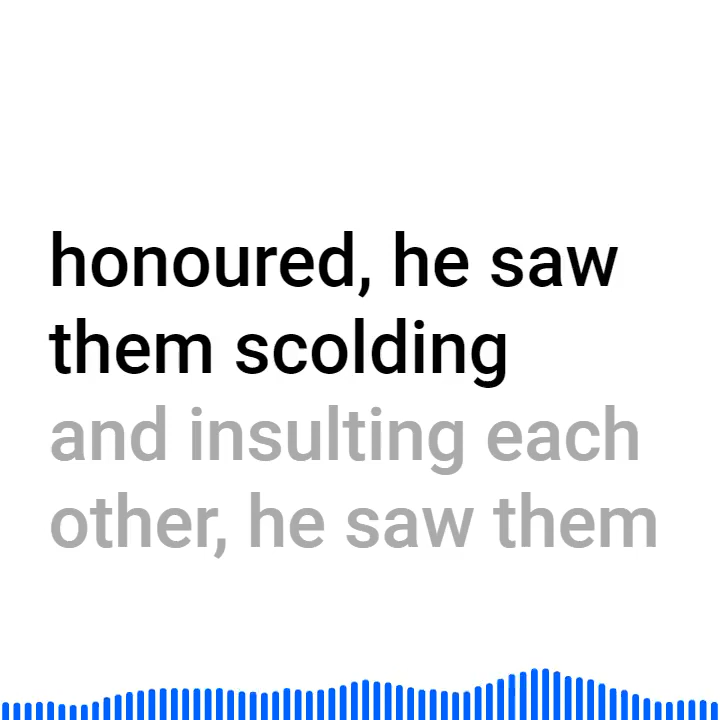 honoured, he saw
them scolding
and insulting each
other, he saw them